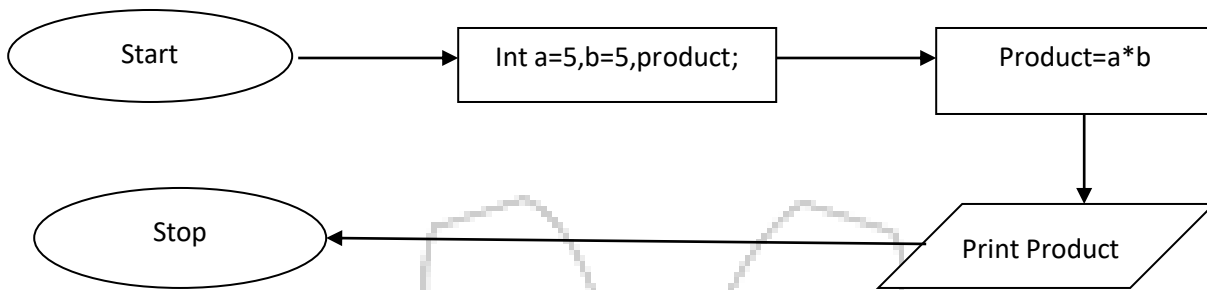 Start
Int a=5,b=5,product;
Product=a*b
Print Product
Stop